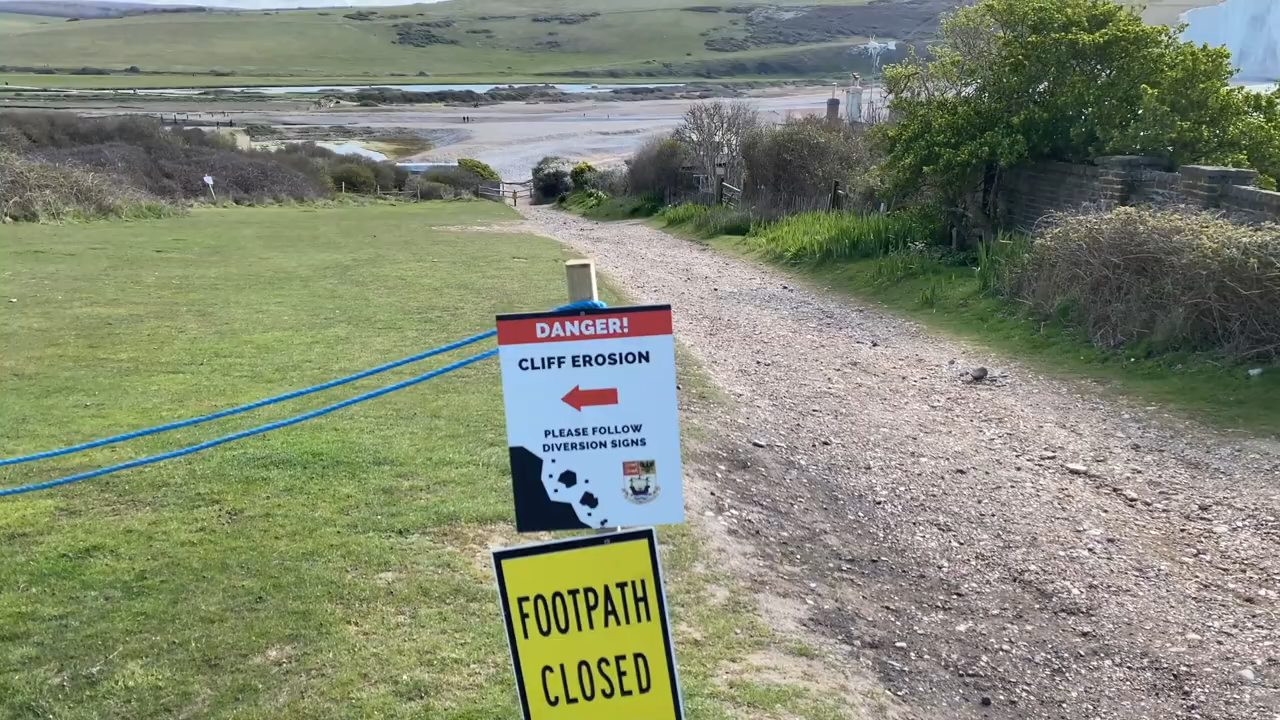 DANGER!
CLIFF EROSION
PLEASE FOLLOW
DIVERSION SIGNS
FOOTPATH
CLOSED